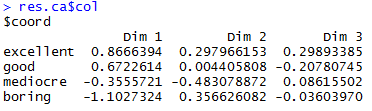 > res.ca$col
$coord
Dim 1 Dim 2 Dim 3
excellent 0.8666394 0.297966153 0.29893385
good 0.6722614 0.004405808 -0.20780745
mediocre -0.3555721 -0.483078872 0.08615502
boring -1.1027324 0.356626082 -0.03603970